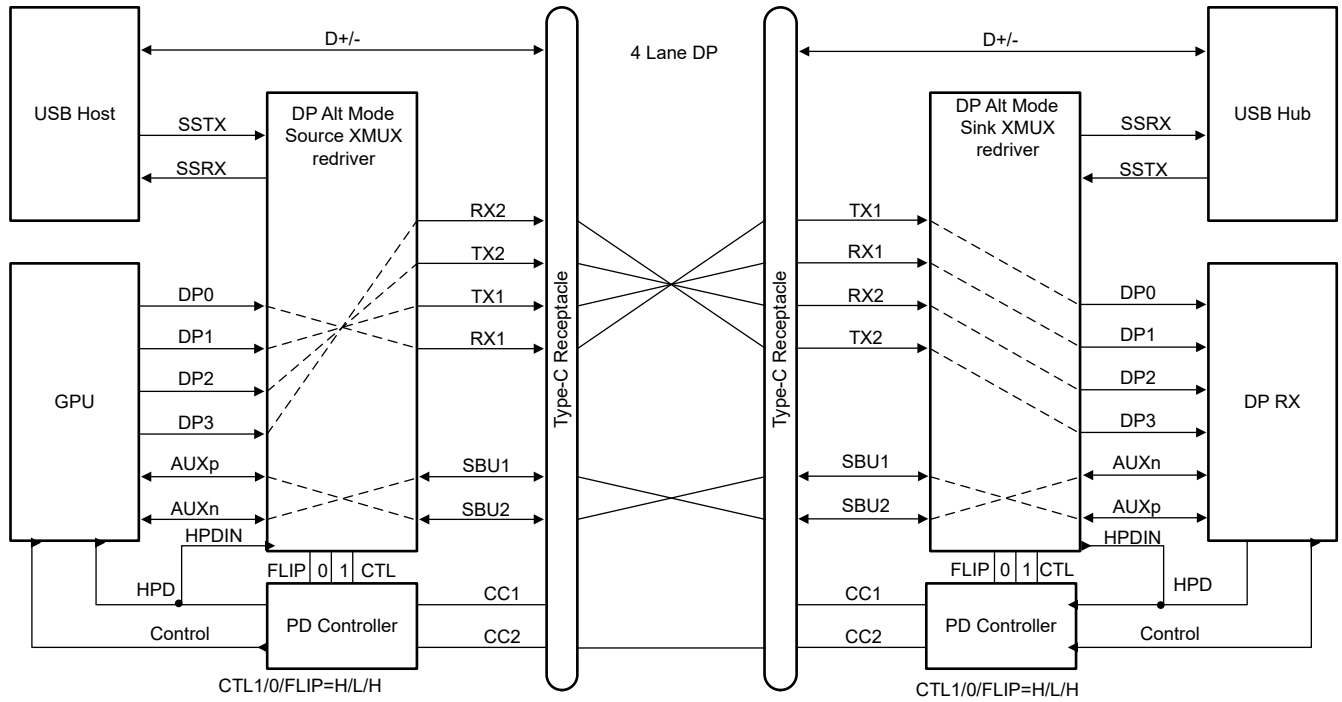 D+/-
4 Lane DP
D+/-
USB Host
DP Alt Mode
Source XMUX
redriver
SSTX
SSRX
DP Alt Mode
Sink XMUX
redriver
SSRX
SSTX
USB Hub
RX2
TX2
TX1
RX1
Type-C Receptacle
Type-C Receptacle
TX1
RX1
RX2
TX2
GPU
DP0
DP1
DP2
DP3
AUXp
AUXn
HPDIN
SBU1
SBU2
SBU1
SBU2
DP0
DP1
DP2
DP3
AUXn
AUXp
HPDIN
DP RX
FLIP 0 1 CTL
HPD
Control
PD Controller
CC1
CC2
CTL1/0/FLIP=H/L/H
FLIP 0 1 CTL
CC1
CC2
PD Controller
HPD
Control
CTL1/0/FLIP=H/L/H